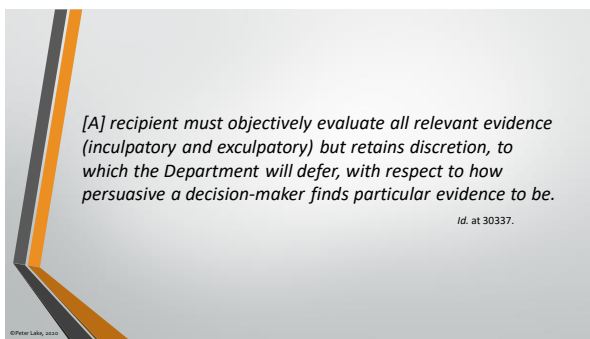 [A] recipient must objectively evaluate all relevant evidence
(inculpatory and exculpatory) but retains discretion, to
which the Department will defer, with respect to how
persuasive a decision-maker finds particular evidence to be.
Id. at 30337.
©Peter Lake, 2020